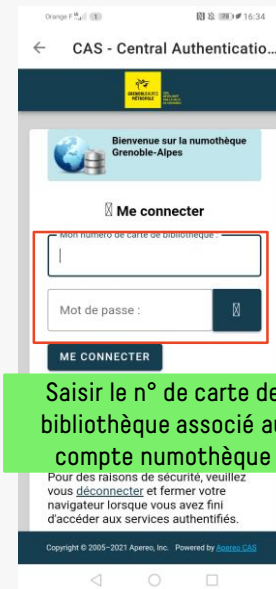 Orange F
16:34
CAS - Central Authenticatio...
GRENOBLE ALPES
MÉTROPOLE
Bienvenue sur la numothèque
Grenoble-Alpes
Me connecter
Mon numéro de carte de bibliothèque :
Mot de passe :
ME CONNECTER
Saisir le n° de carte de
bibliothèque associé au
compte numothèque
Pour des raisons de sécurité, veuillez
vous déconnecter et fermer votre
navigateur lorsque vous avez fini
d'accéder aux services authentifiés.
Copyright © 2005–2021 Apereo, Inc. Powered by Apereo CAS